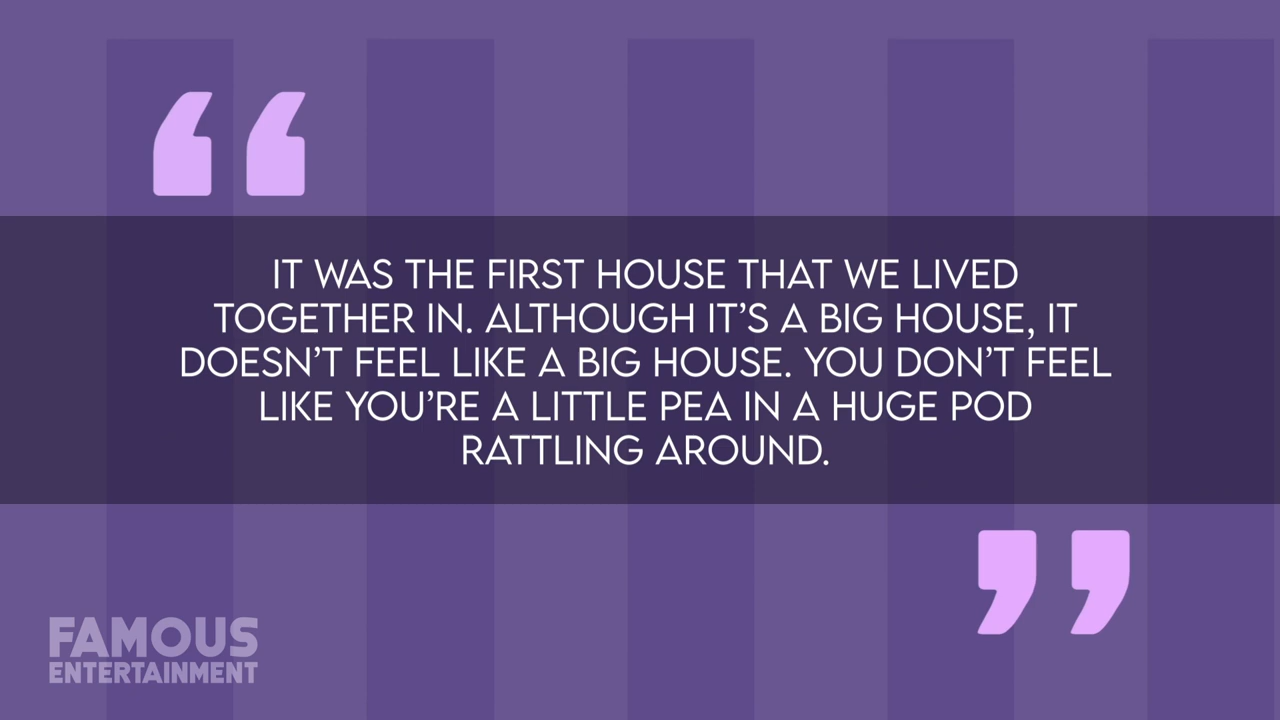 IT WAS THE FIRST HOUSE THAT WE LIVED
TOGETHER IN. ALTHOUGH IT’S A BIG HOUSE, IT
DOESN’T FEEL LIKE A BIG HOUSE. YOU DON’T FEEL
LIKE YOU’RE A LITTLE PEA IN A HUGE POD
RATTLING AROUND.
FAMOUS
ENTERTAINMENT